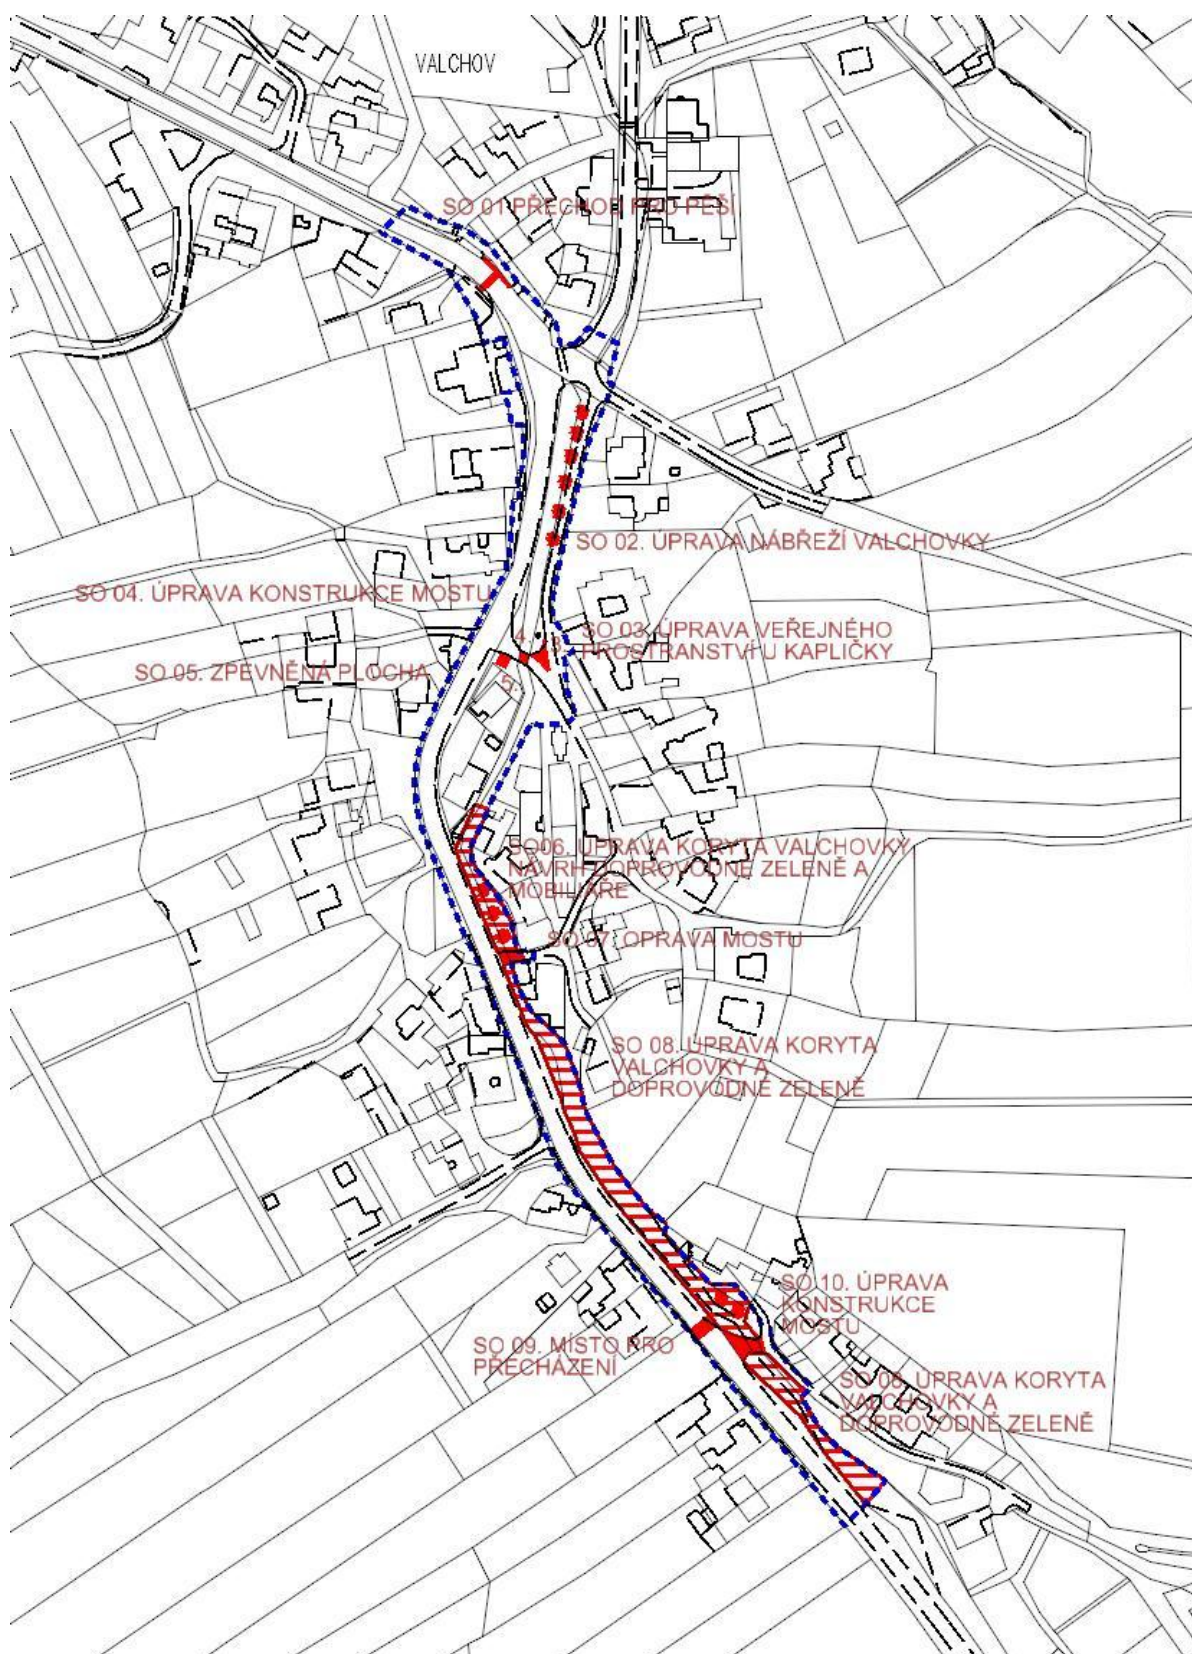 VALCHOV
SO 01 PŘECHOD PRO PĚŠÍ
SO 02. ÚPRAVA NÁBŘEŽÍ VALCHOVKY
SO 04. ÚPRAVA KONSTRUKCE MOSTU
SO 03. ÚPRAVA VEŘEJNÉHO
PROSTRANSTVÍ U KAPLIČKY
4.
3.
SO 05. ZPEVNĚNÁ PLOCHA
5.
SO06. ÚPRAVA KORYTA VALCHOVKY
NÁVRH DOPROVODNÉ ZELENĚ A
MOBILIÁŘE
SO 07. OPRAVA MOSTU
SO 08. ÚPRAVA KORYTA
VALCHOVKY A
DOPROVODNÉ ZELENĚ
SO 10. ÚPRAVA
KONSTRUKCE
MOSTU
SO 09. MÍSTO PRO
PŘECHÁZENÍ
SO 08. ÚPRAVA KORYTA
VALCHOVKY A
DOPROVODNÉ ZELENĚ